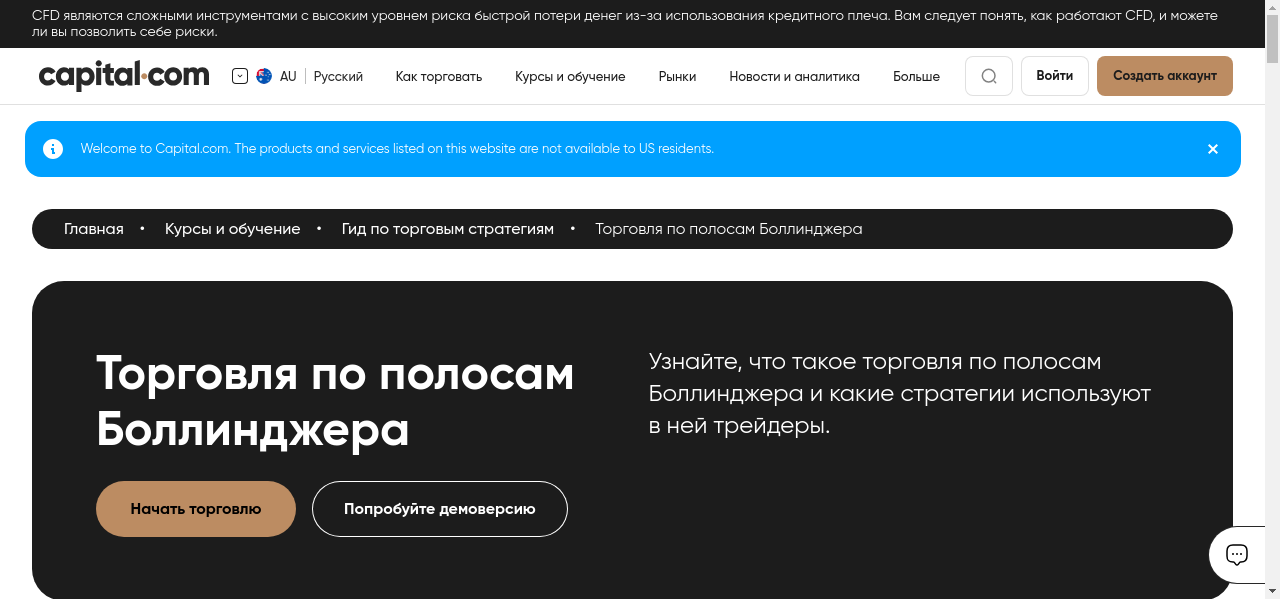 CFD являются сложными инструментами с высоким уровнем риска быстрой потери денег из-за использования кредитного плеча. Вам следует понять, как работают CFD, и можете
ли вы позволить себе риски.
capital.com
AU
Русский
Как торговать
Курсы и обучение
Рынки
Новости и аналитика
Больше
Войти
Создать аккаунт
Welcome to Capital.com. The products and services listed on this website are not available to US residents.
Главная • Курсы и обучение • Гид по торговым стратегиям • Торговля по полосам Боллинджера
Торговля по полосам
Боллинджера
Узнайте, что такое торговля по полосам
Боллинджера и какие стратегии используют
в ней трейдеры.
Начать торговлю
Попробуйте демоверсию